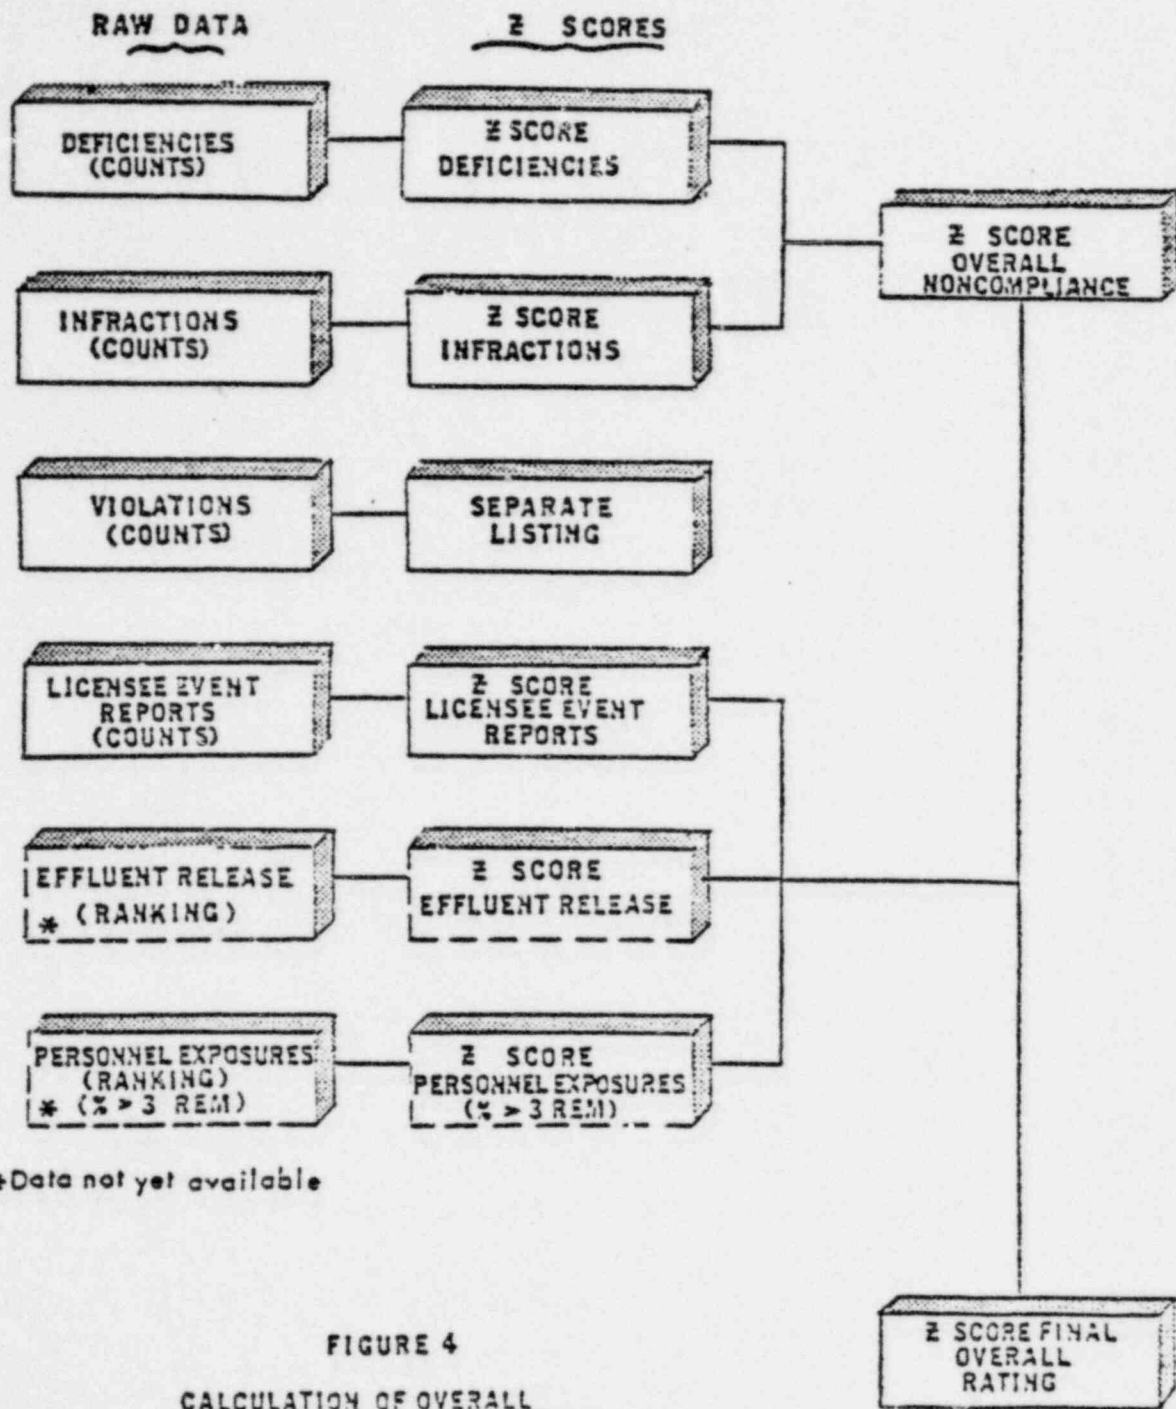 RAW DATA
Z SCORES
DEFICIENCIES
(COUNTS)
Z SCORE
DEFICIENCIES
Z SCORE
OVERALL
NONCOMPLIANCE
INFRACTIONS
(COUNTS)
Z SCORE
INFRACTIONS
VIOLATIONS
(COUNTS)
SEPARATE
LISTING
LICENSEE EVENT
REPORTS
(COUNTS)
Z SCORE
LICENSEE EVENT
REPORTS
EFFLUENT RELEASE
* (RANKING)
Z SCORE
EFFLUENT RELEASE
PERSONNEL EXPOSURES
(RANKING)
* (% > 3 REM)
Z SCORE
PERSONNEL EXPOSURES
(% > 3 REM)
*Data not yet available
Z SCORE FINAL
OVERALL
RATING
FIGURE 4
CALCULATION OF OVERALL